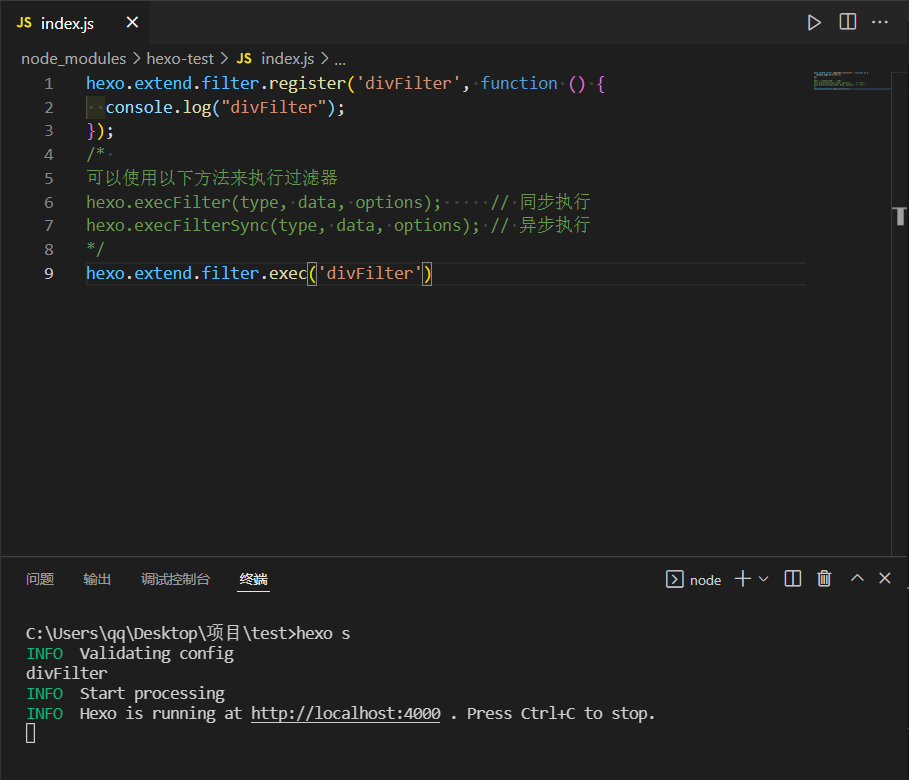 JS index.js
node_modules > hexo-test > JS index.js > ...
1 hexo.extend.filter.register('divFilter', function () {
2 console.log("divFilter");
3 });
4 /*
5 可以使用以下方法来执行过滤器
6 hexo.execFilter(type, data, options); // 同步执行
7 hexo.execFilterSync(type, data, options); // 异步执行
8 */
9 hexo.extend.filter.exec('divFilter')
问题 输出 调试控制台 终端 node
C:\Users\qq\Desktop\项目\test>hexo s
INFO Validating config
divFilter
INFO Start processing
INFO Hexo is running at http://localhost:4000 . Press Ctrl+C to stop.